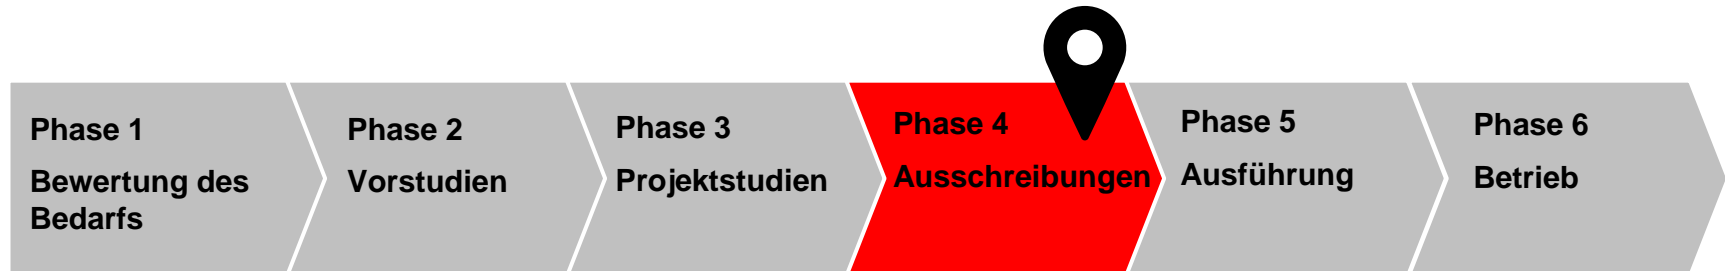 Phase 1
Bewertung des
Bedarfs
Phase 2
Vorstudien
Phase 3
Projektstudien
Phase 4
Ausschreibungen
Phase 5
Ausführung
Phase 6
Betrieb